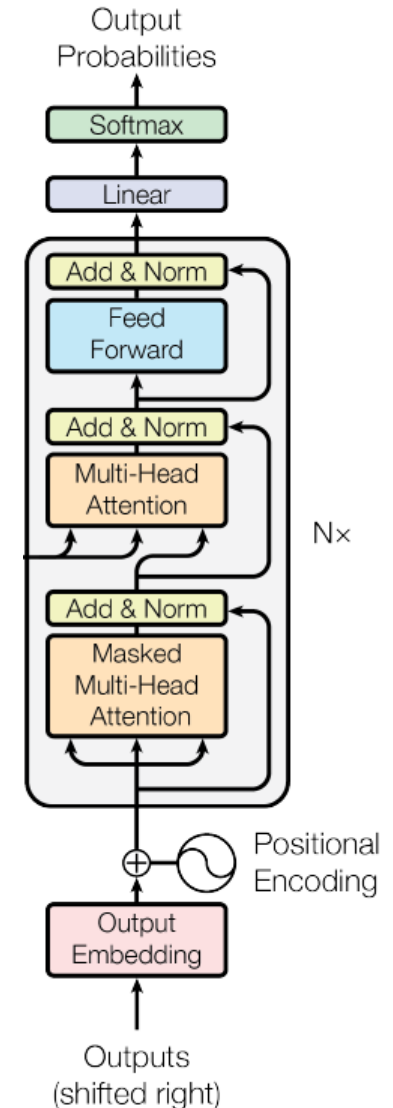 Output
Probabilities
Softmax
Linear
Add & Norm
Feed
Forward
Add & Norm
Multi-Head
Attention
N×
Add & Norm
Masked
Multi-Head
Attention
Positional
Encoding
Output
Embedding
Outputs
(shifted right)